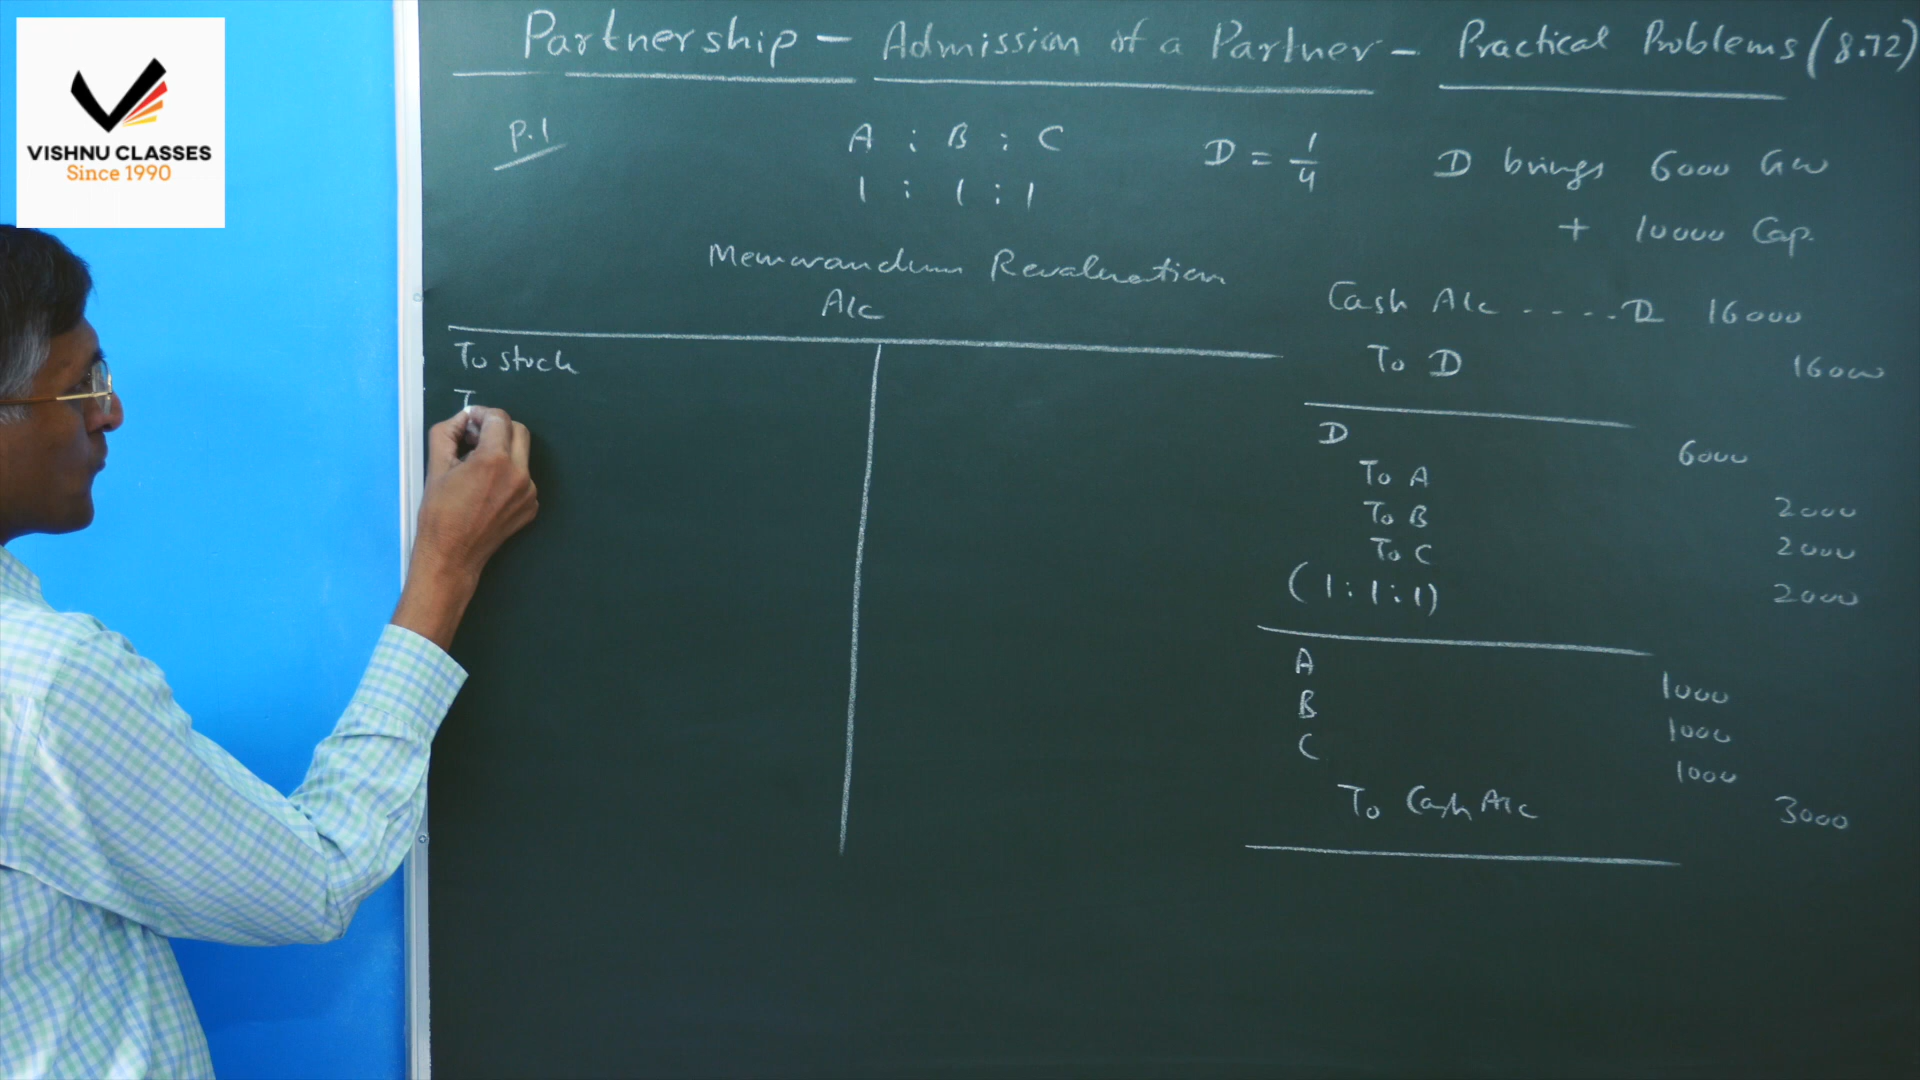 VISHNU CLASSES
Since 1990
Partnership - Admission of a Partner - Practical Problems (8.72)
P.1
A : B : C
1 : 1 : 1
D = 1/4
D brings 6000 Gw
+ 10000 Cap.
Memorandum Revaluation
A/c
To stock
T
Cash A/c ....D 16000
To D 16000
D 6000
To A 2000
To B 2000
To C 2000
(1:1:1)
A 1000
B 1000
C 1000
To Cash A/c 3000